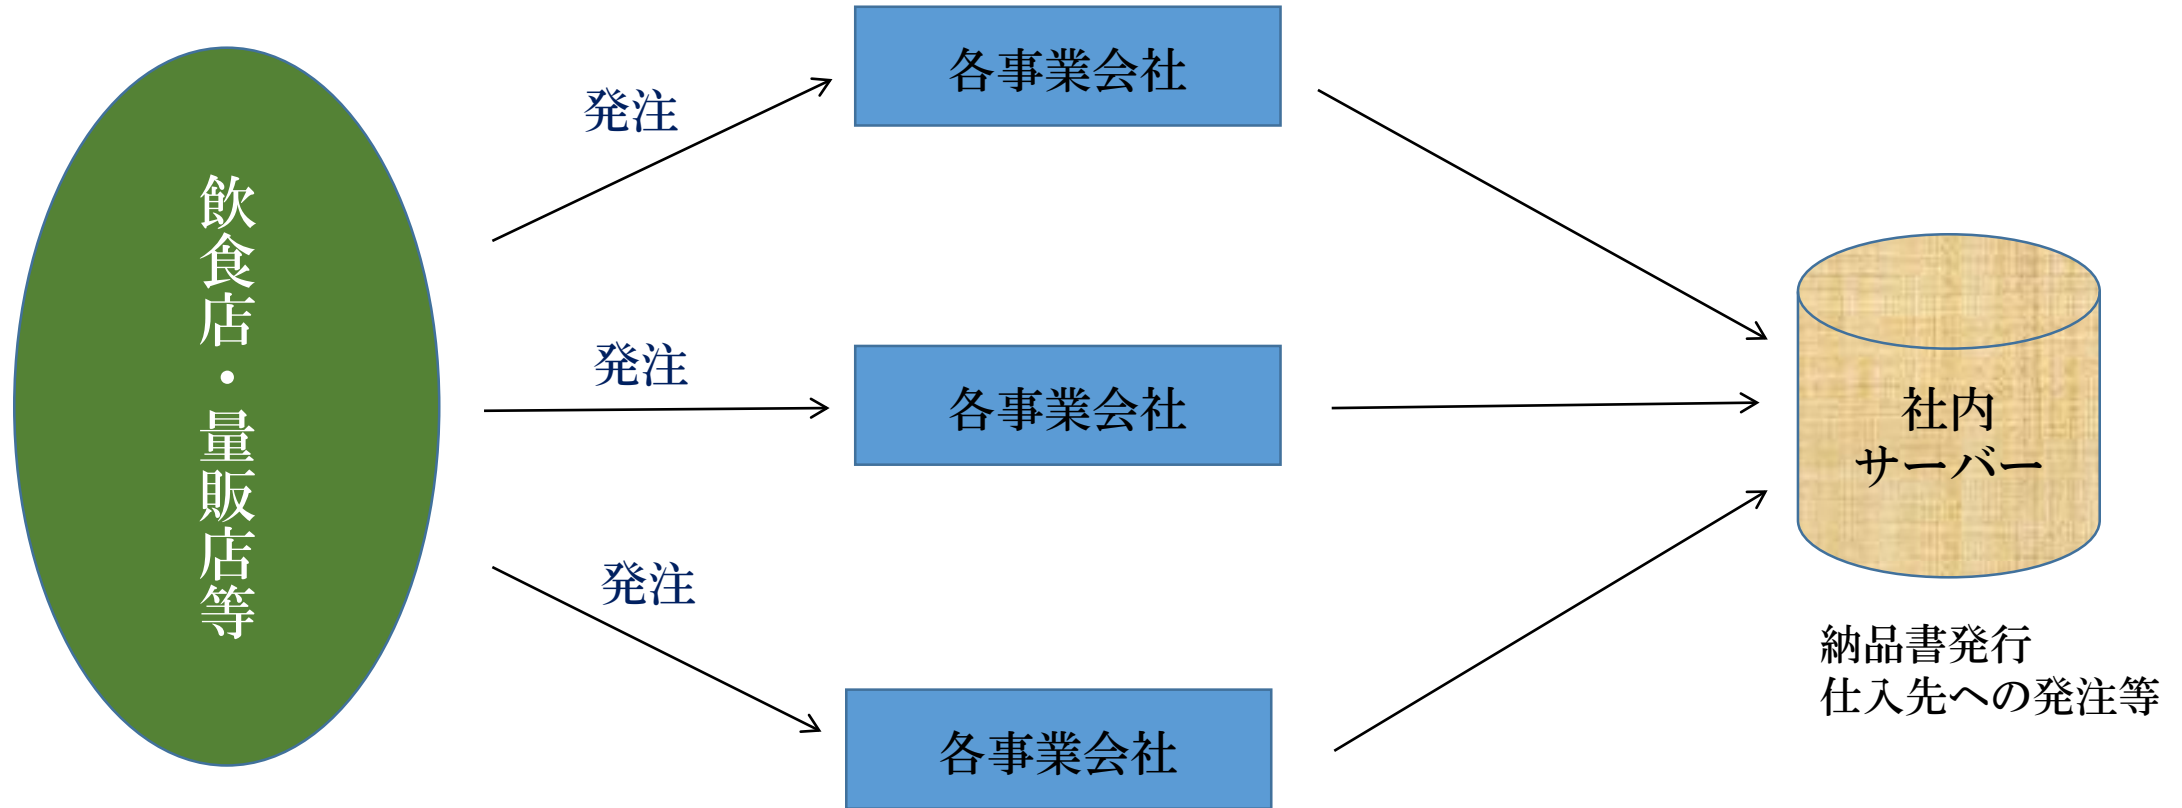 飲食店・量販店等
発注
各事業会社
発注
各事業会社
発注
各事業会社
社内
サーバー
納品書発行
仕入先への発注等